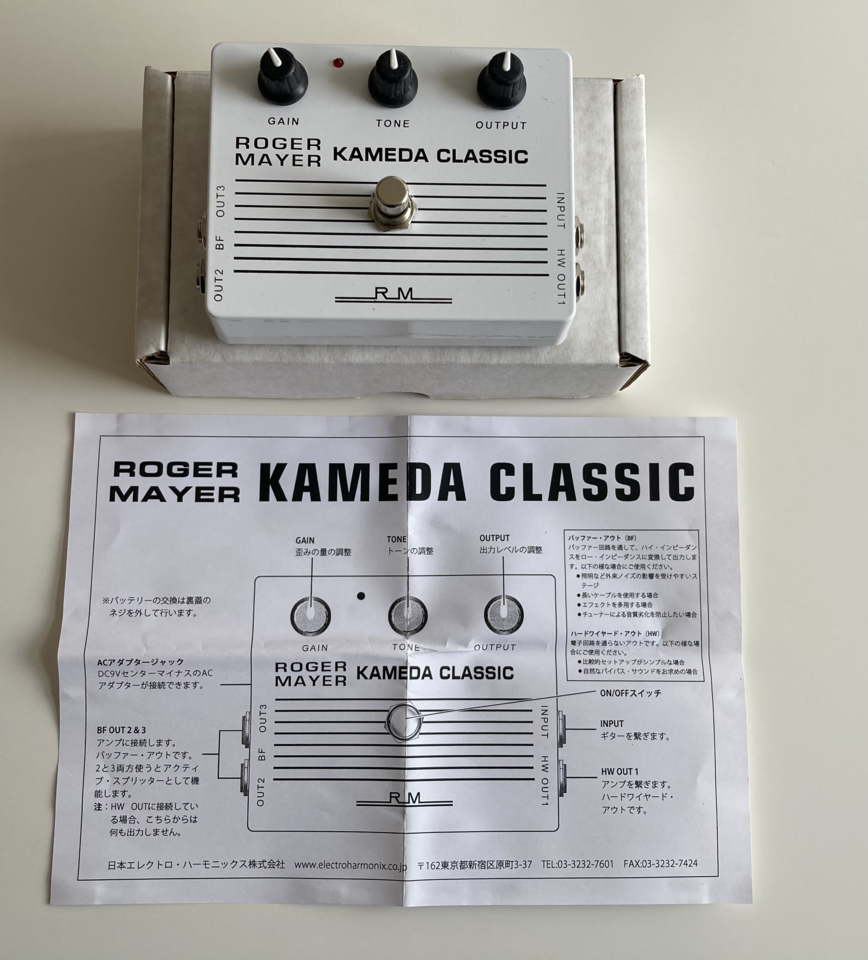 GAIN
TONE
OUTPUT
ROGER
MAYER
KAMEDA CLASSIC
OUT3
BF
OUT2
INPUT
HW OUT1
RM
ROGER
MAYER
KAMEDA CLASSIC
GAIN
歪みの量の調整
TONE
トーンの調整
OUTPUT
出力レベルの調整
バッファー・アウト (BF)
バッファー回路を通して、ハイ・インピーダン
スをロー・インピーダンスに変換して出力しま
す。以下の様な場合にご使用ください。
●照明など外来ノイズの影響を受けやすいス
テージ
●長いケーブルを使用する場合
●エフェクトを多用する場合
●チューナーによる音質劣化を防止したい場合
ハードワイヤード・アウト (HW)
電子回路を通らないアウトです。以下の様な場
合にご使用ください。
●比較的セットアップがシンプルな場合
●自然なバイパス・サウンドをお求めの場合
※バッテリーの交換は裏蓋の
ネジを外して行います。
ACアダプタージャック
DC9VセンターマイナスのAC
アダプターが接続できます。
BF OUT 2 & 3
アンプに接続します。
バッファー・アウトです。
2と3両方使うとアクティ
ブ・スプリッターとして機
能します。
注：HW OUTに接続してい
る場合、こちらからは
何も出力しません。
GAIN
TONE
OUTPUT
ROGER
MAYER
KAMEDA CLASSIC
OUT3
BF
OUT2
INPUT
HW OUT1
RM
ON/OFFスイッチ
INPUT
ギターを繋ぎます。
HW OUT 1
アンプを繋ぎます。
ハードワイヤード・
アウトです。
日本エレクトロ・ハーモニックス株式会社 www.electroharmonix.co.jp 〒162東京都新宿区原町3-37 TEL:03-3232-7601 FAX:03-3232-7424